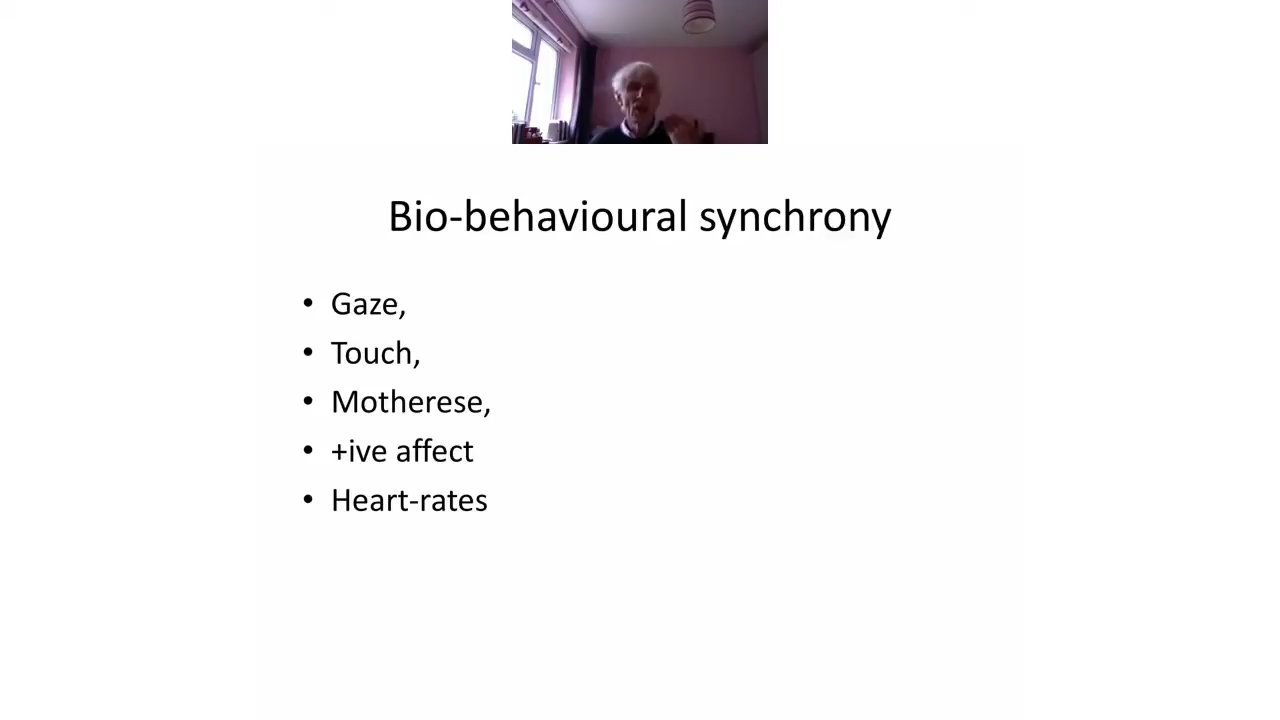 Bio-behavioural synchrony
• Gaze,
• Touch,
• Motherese,
• +ive affect
• Heart-rates